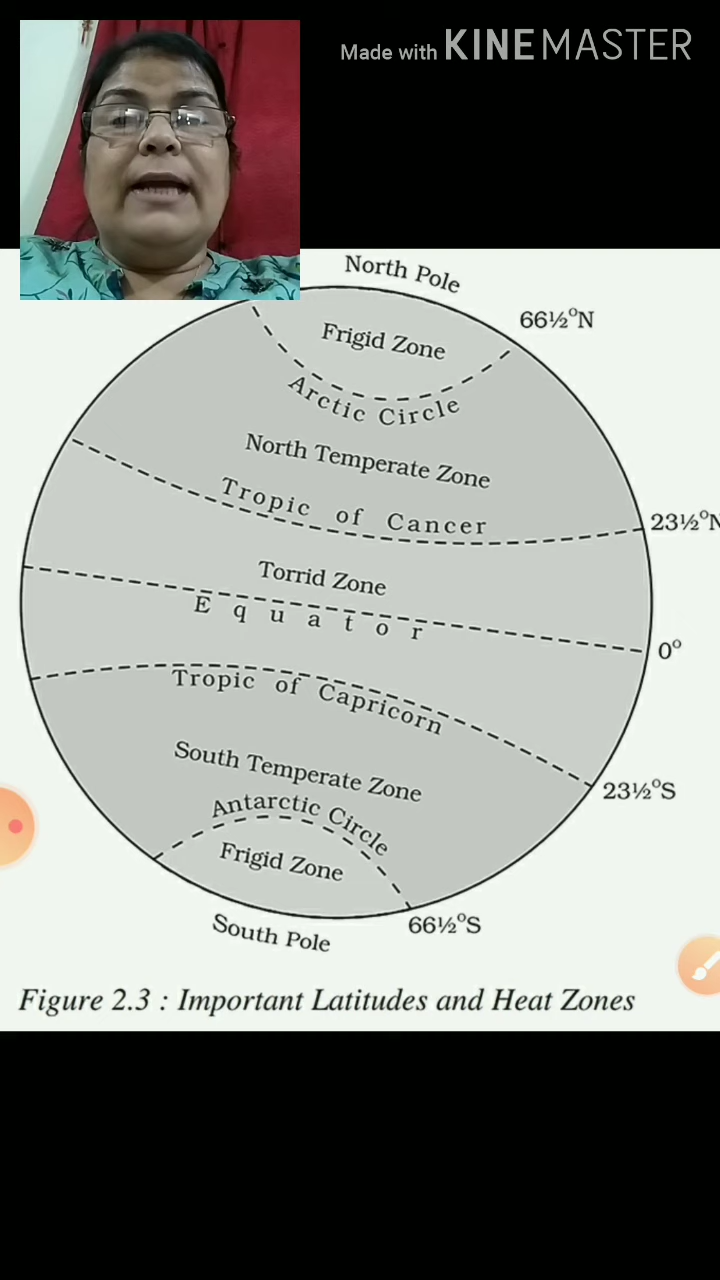 Made with KINEMASTER
North Pole
66½°N
Frigid Zone
Arctic Circle
North Temperate Zone
Tropic of Cancer
23½°N
Torrid Zone
Equator
0°
Tropic of Capricorn
South Temperate Zone
23½°S
Antarctic Circle
Frigid Zone
66½°S
South Pole
Figure 2.3 : Important Latitudes and Heat Zones